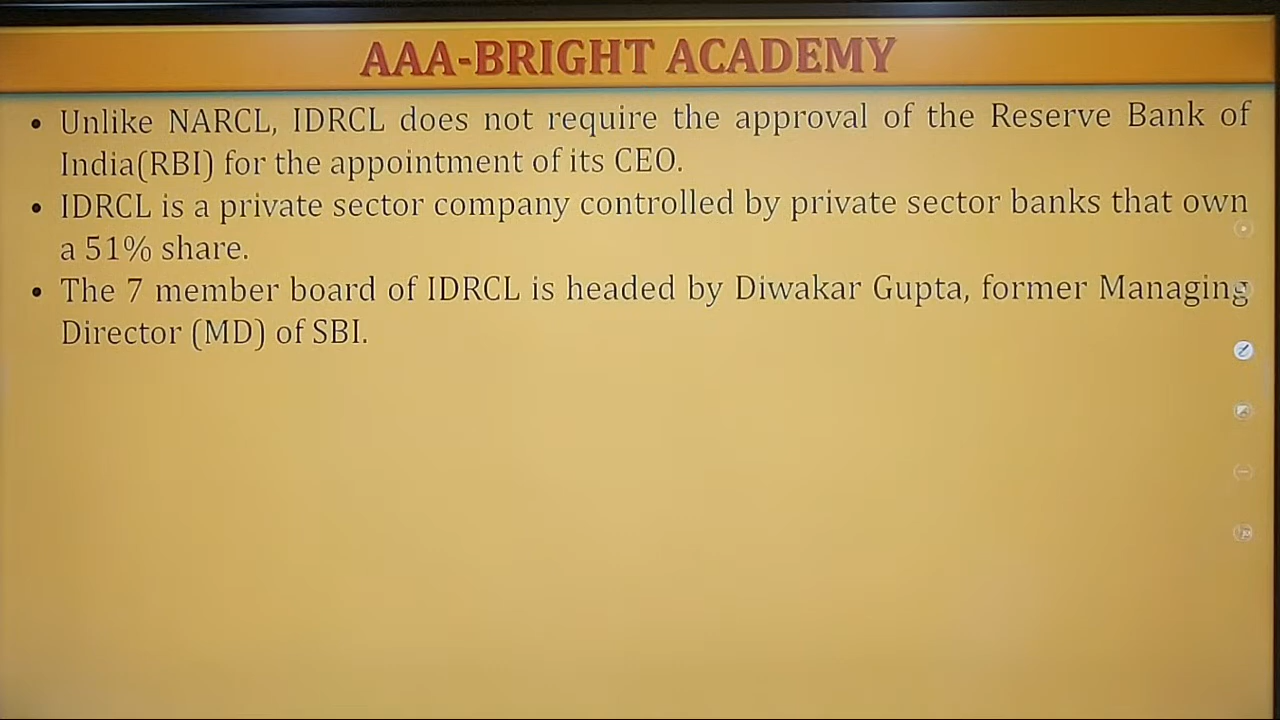 AAA-BRIGHT ACADEMY
• Unlike NARCL, IDRCL does not require the approval of the Reserve Bank of
India(RBI) for the appointment of its CEO.
• IDRCL is a private sector company controlled by private sector banks that own
a 51% share.
• The 7 member board of IDRCL is headed by Diwakar Gupta, former Managing
Director (MD) of SBI.